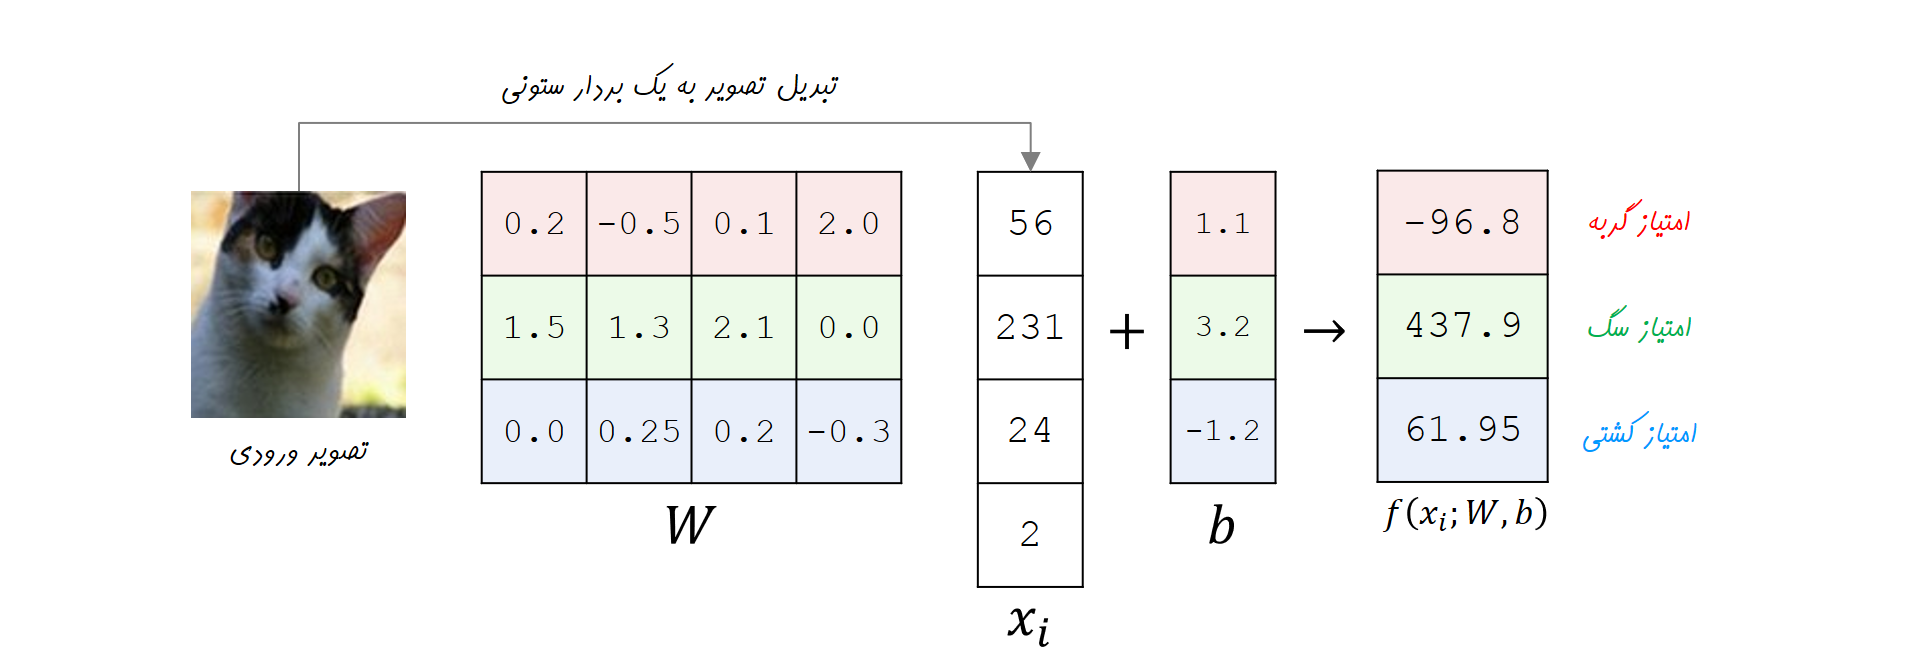 تبدیل تصویر به یک بردار ستونی
0.2 -0.5 0.1 2.0
1.5 1.3 2.1 0.0
0.0 0.25 0.2 -0.3
W
56
231
24
2
xᵢ
+
1.1
3.2
-1.2
b
→
-96.8
437.9
61.95
f(xᵢ; W, b)
امتیاز گربه
امتیاز سگ
امتیاز کشتی
تصویر ورودی